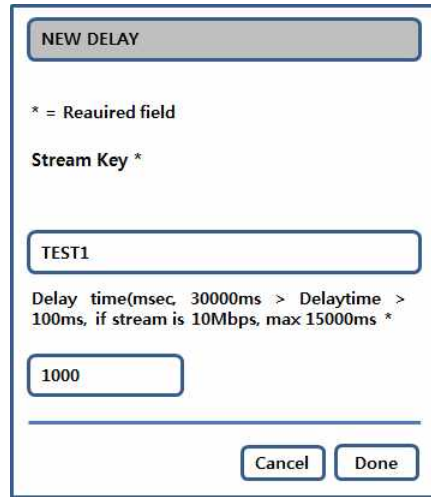 NEW DELAY
* = Reauired field
Stream Key *
TEST1
Delay time(msec, 30000ms > Delaytime >
100ms, if stream is 10Mbps, max 15000ms *
1000
Cancel
Done